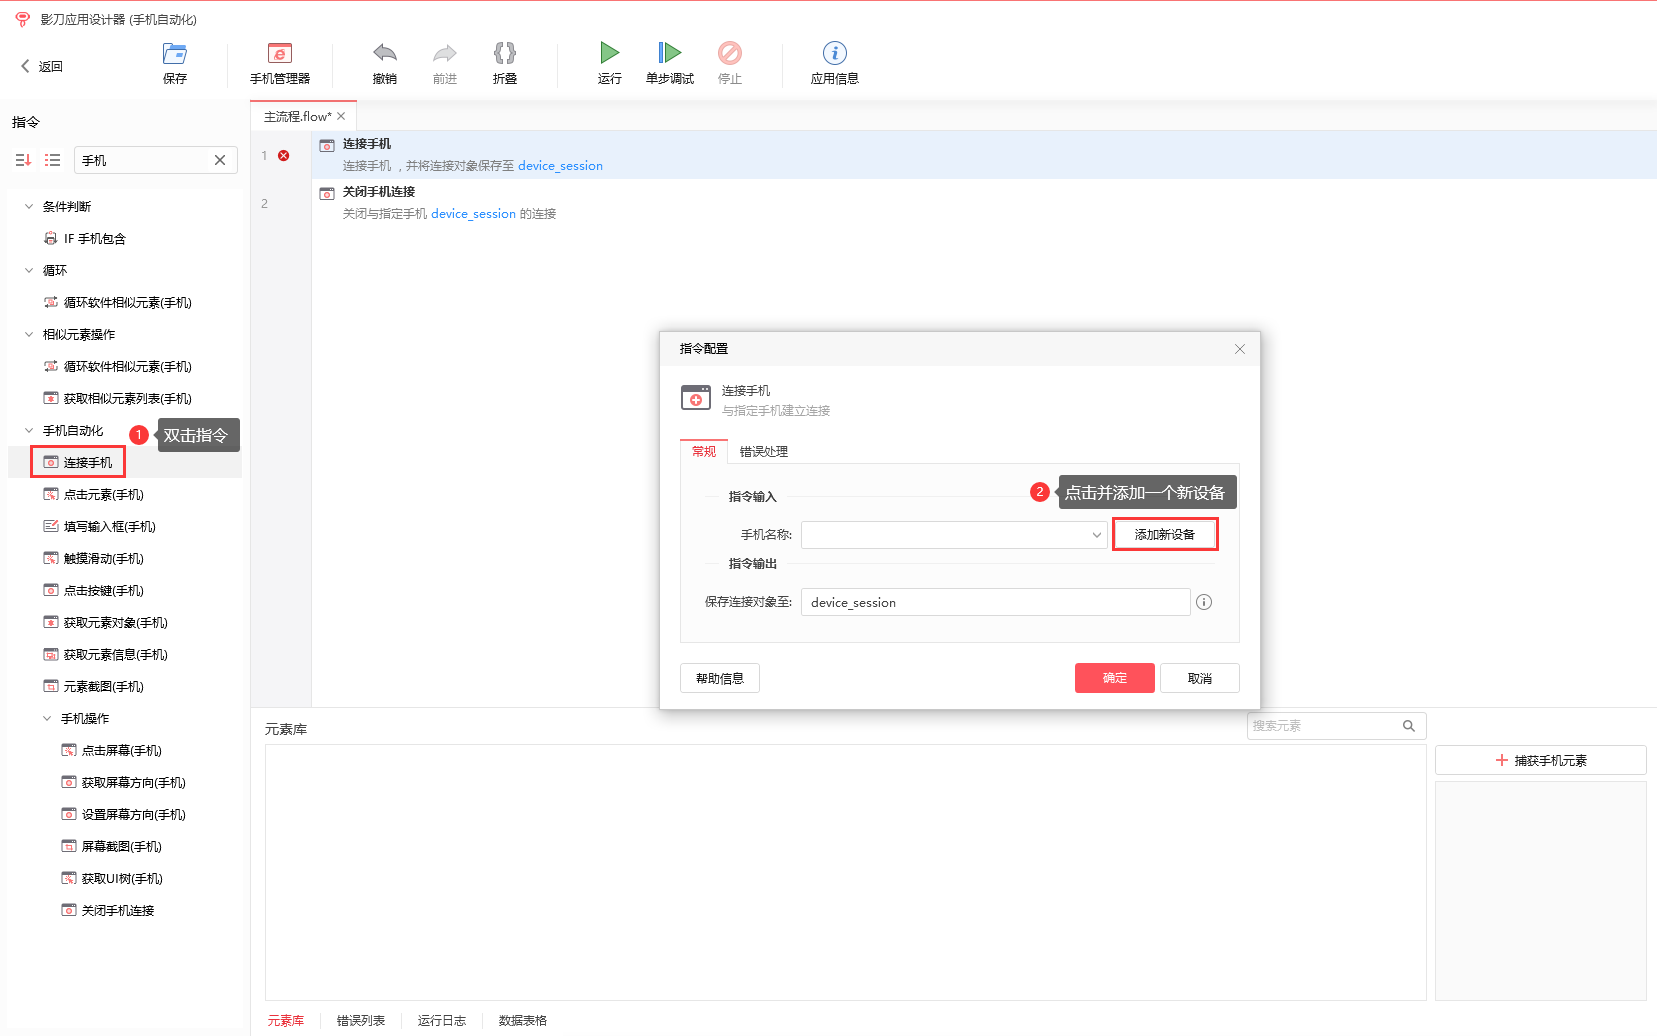 影刀应用设计器 (手机自动化)
返回
保存
手机管理器
撤销
前进
折叠
运行
单步调试
停止
应用信息
指令
手机
条件判断
IF 手机包含
循环
循环软件相似元素(手机)
相似元素操作
循环软件相似元素(手机)
获取相似元素列表(手机)
手机自动化
1 双击指令
连接手机
点击元素(手机)
填写输入框(手机)
触摸滑动(手机)
点击按键(手机)
获取元素对象(手机)
获取元素信息(手机)
元素截图(手机)
手机操作
点击屏幕(手机)
获取屏幕方向(手机)
设置屏幕方向(手机)
屏幕截图(手机)
获取UI树(手机)
关闭手机连接
主流程.flow*
1 连接手机
连接手机 ，并将连接对象保存至 device_session
2 关闭手机连接
关闭与指定手机 device_session 的连接
指令配置
连接手机
与指定手机建立连接
常规 错误处理
指令输入
2 点击并添加一个新设备
手机名称: 添加新设备
指令输出
保存连接对象至: device_session
帮助信息 确定 取消
元素库
搜索元素
捕获手机元素
元素库 错误列表 运行日志 数据表格